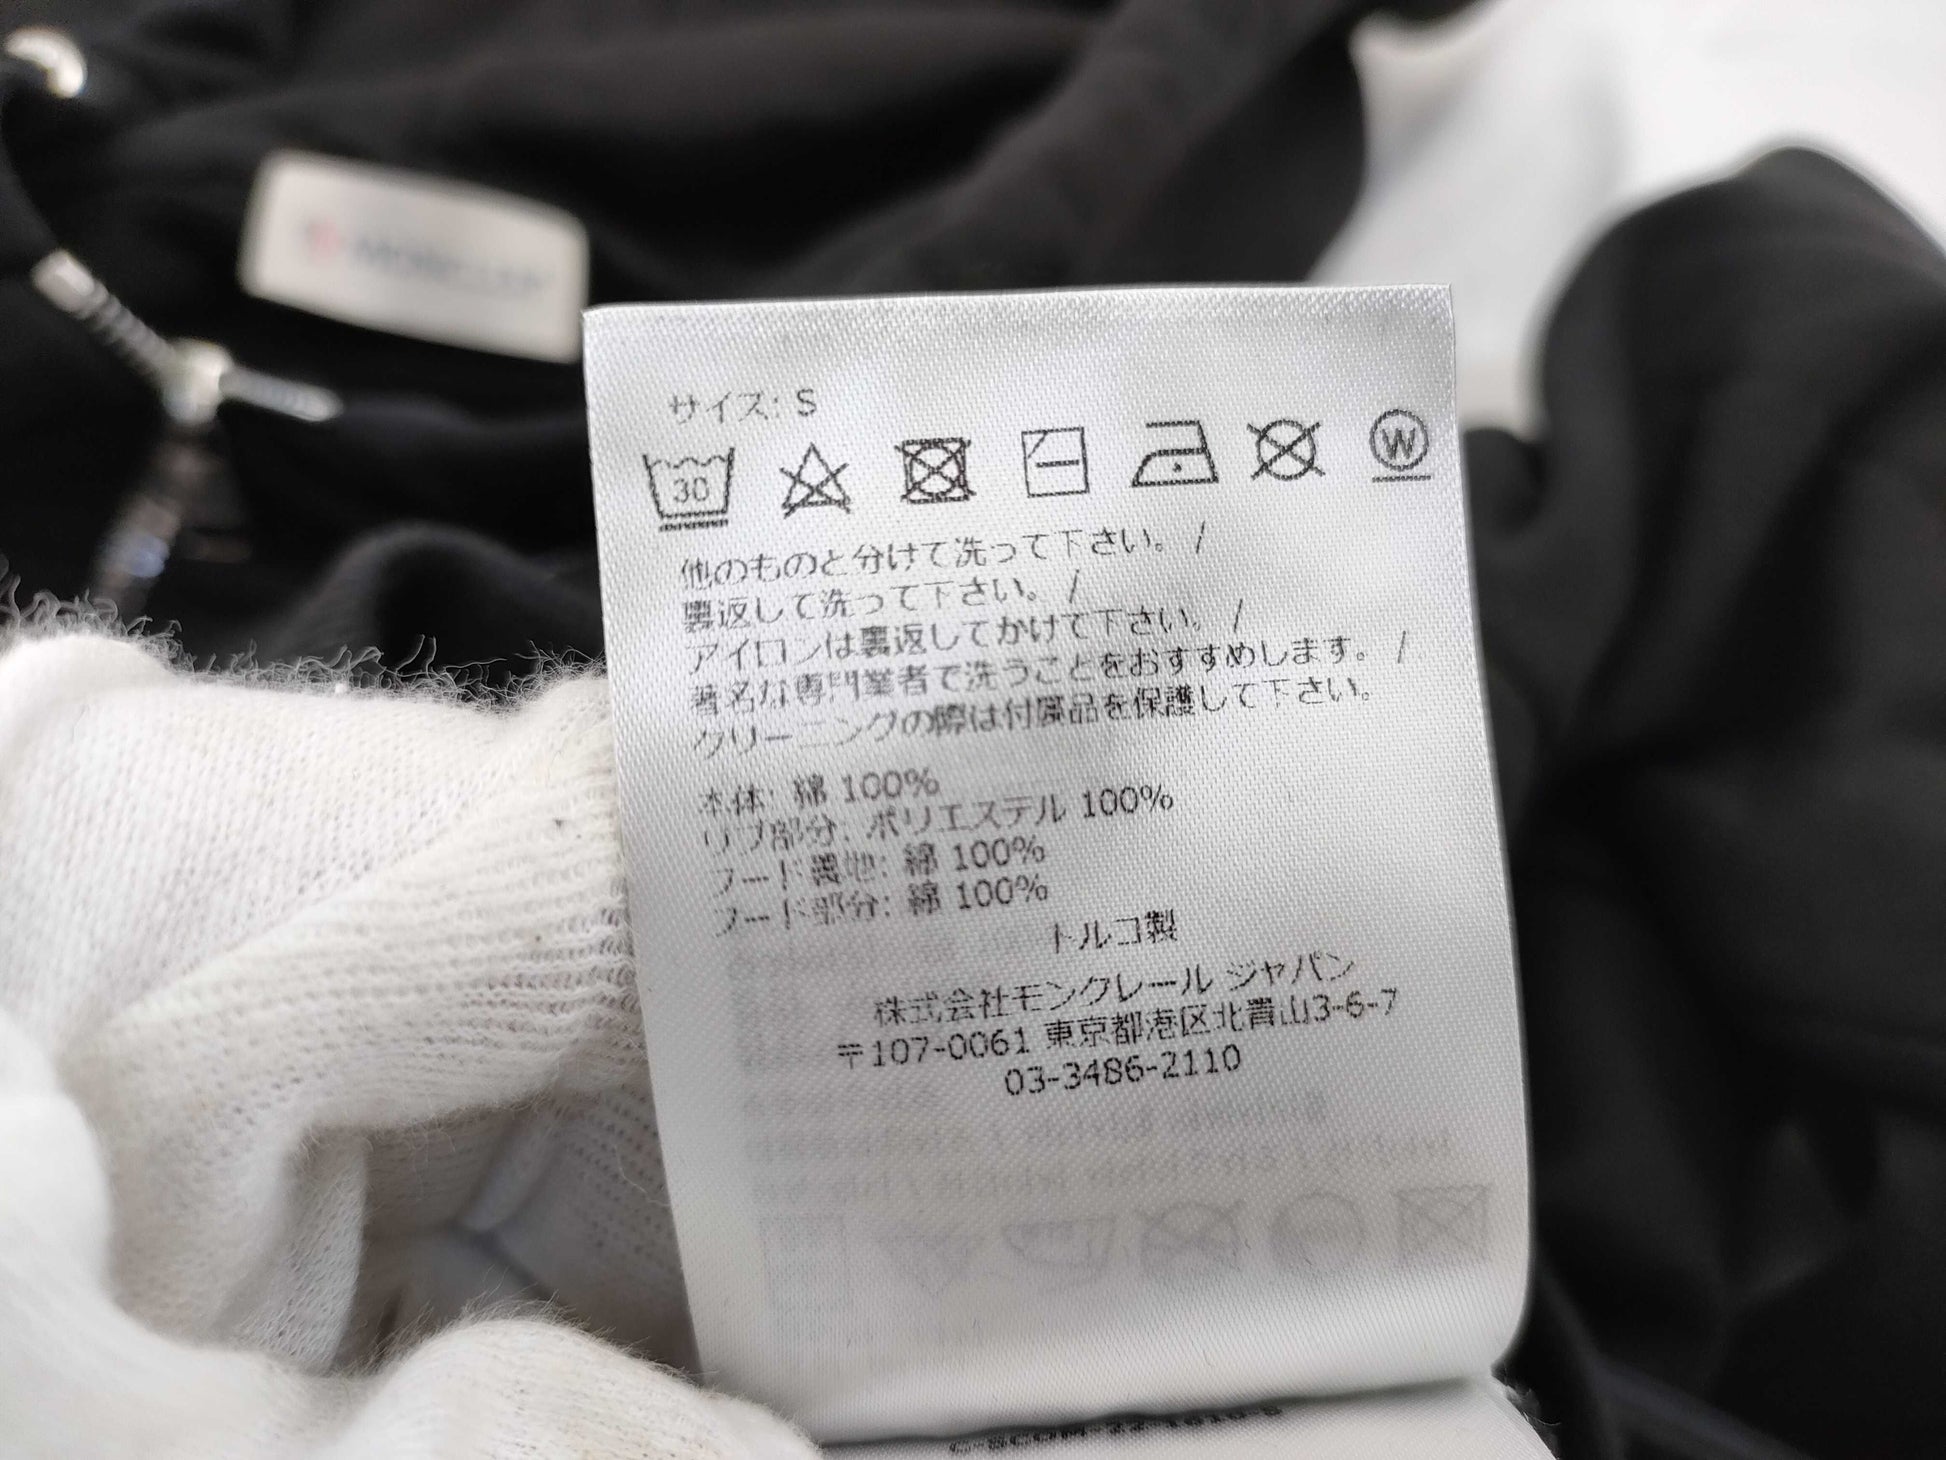 MONCLER
サイズ: S
30
W
他のものと分けて洗って下さい。 /
裏返して洗って下さい。 /
アイロンは裏返してかけて下さい。 /
著名な専門業者で洗うことをおすすめします。 /
クリーニングの際は付属品を保護して下さい。
本体: 綿 100%
リブ部分: ポリエステル 100%
フード裏地: 綿 100%
フード部分: 綿 100%
トルコ製
株式会社モンクレール ジャパン
〒107-0061 東京都港区北青山3-6-7
03-3486-2110